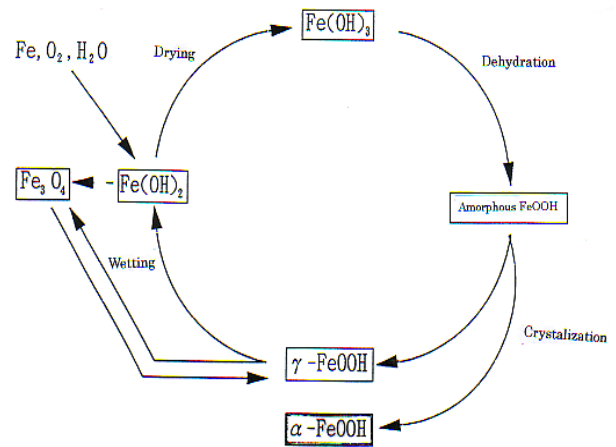 Fe(OH)₃
Fe, O₂, H₂O
Drying
Dehydration
Fe₃O₄
Fe(OH)₂
Amorphous FeOOH
Wetting
Crystalization
γ-FeOOH
α-FeOOH